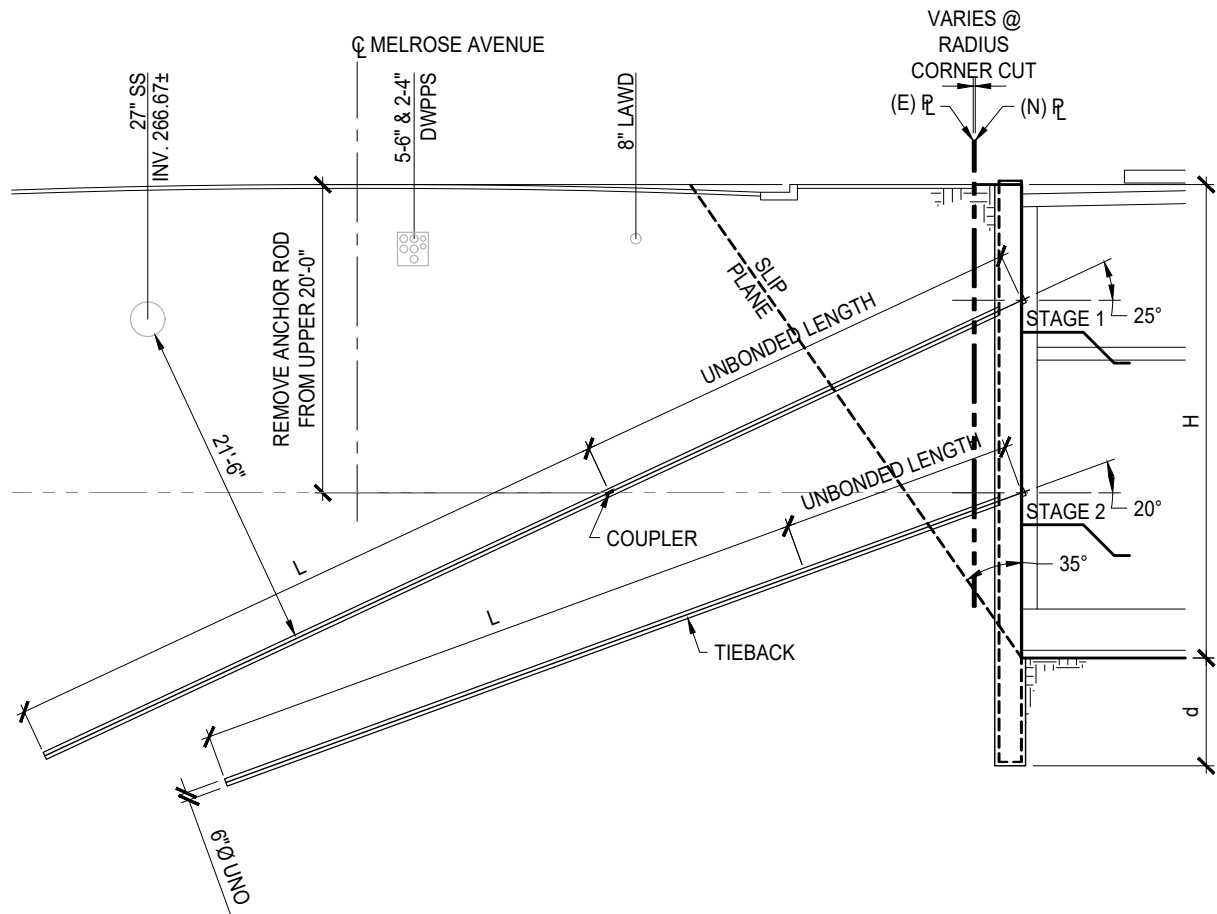 VARIES @
RADIUS
CORNER CUT
℄ MELROSE AVENUE
(E) ⅊
(N) ⅊
27" SS
INV. 266.67±
5-6" & 2-4"
DWPPS
8" LAWD
REMOVE ANCHOR ROD
FROM UPPER 20'-0"
SLIP
PLANE
UNBONDED LENGTH
STAGE 1
25°
H
21'-6"
UNBONDED LENGTH
STAGE 2
20°
COUPLER
35°
L
L
TIEBACK
d
6"Ø UNO